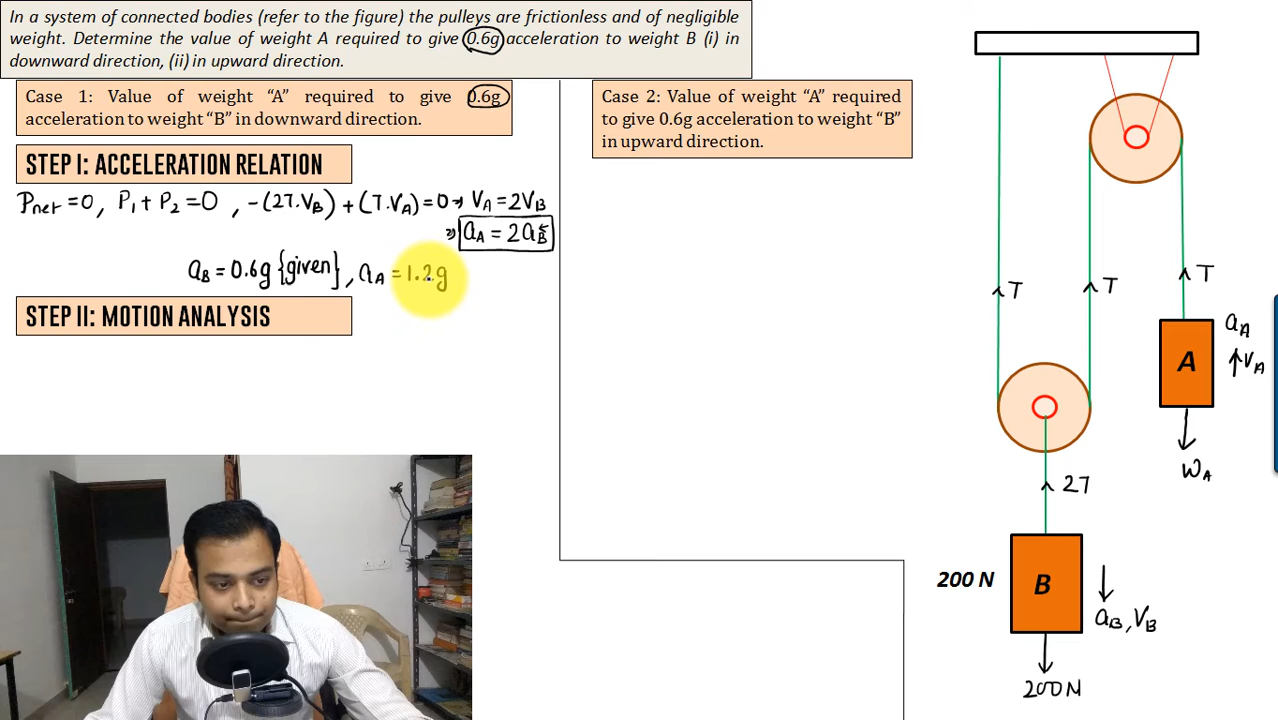 In a system of connected bodies (refer to the figure) the pulleys are frictionless and of negligible
weight. Determine the value of weight A required to give 0.6g acceleration to weight B (i) in
downward direction, (ii) in upward direction.
Case 1: Value of weight “A” required to give 0.6g
acceleration to weight “B” in downward direction.
STEP I: ACCELERATION RELATION
Pnet = 0, P1 + P2 = 0, -(2T.VB) + (T.VA) = 0 → VA = 2VB
⇒ aA = 2aB
aB = 0.6g {given}, aA = 1.2g
STEP II: MOTION ANALYSIS
Case 2: Value of weight “A” required
to give 0.6g acceleration to weight “B”
in upward direction.
T
T
T
A
aA
VA
WA
2T
200 N
B
aB, VB
200N